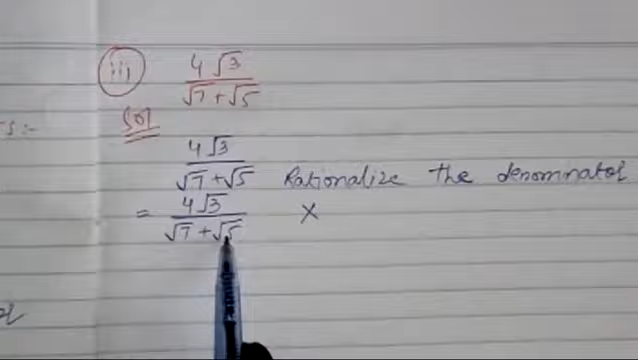 iii, 4√3 / √7+√5
s:-
Sol
4√3 / √7+√5 Rationalize the denominator
= 4√3 / √7+√5 ×